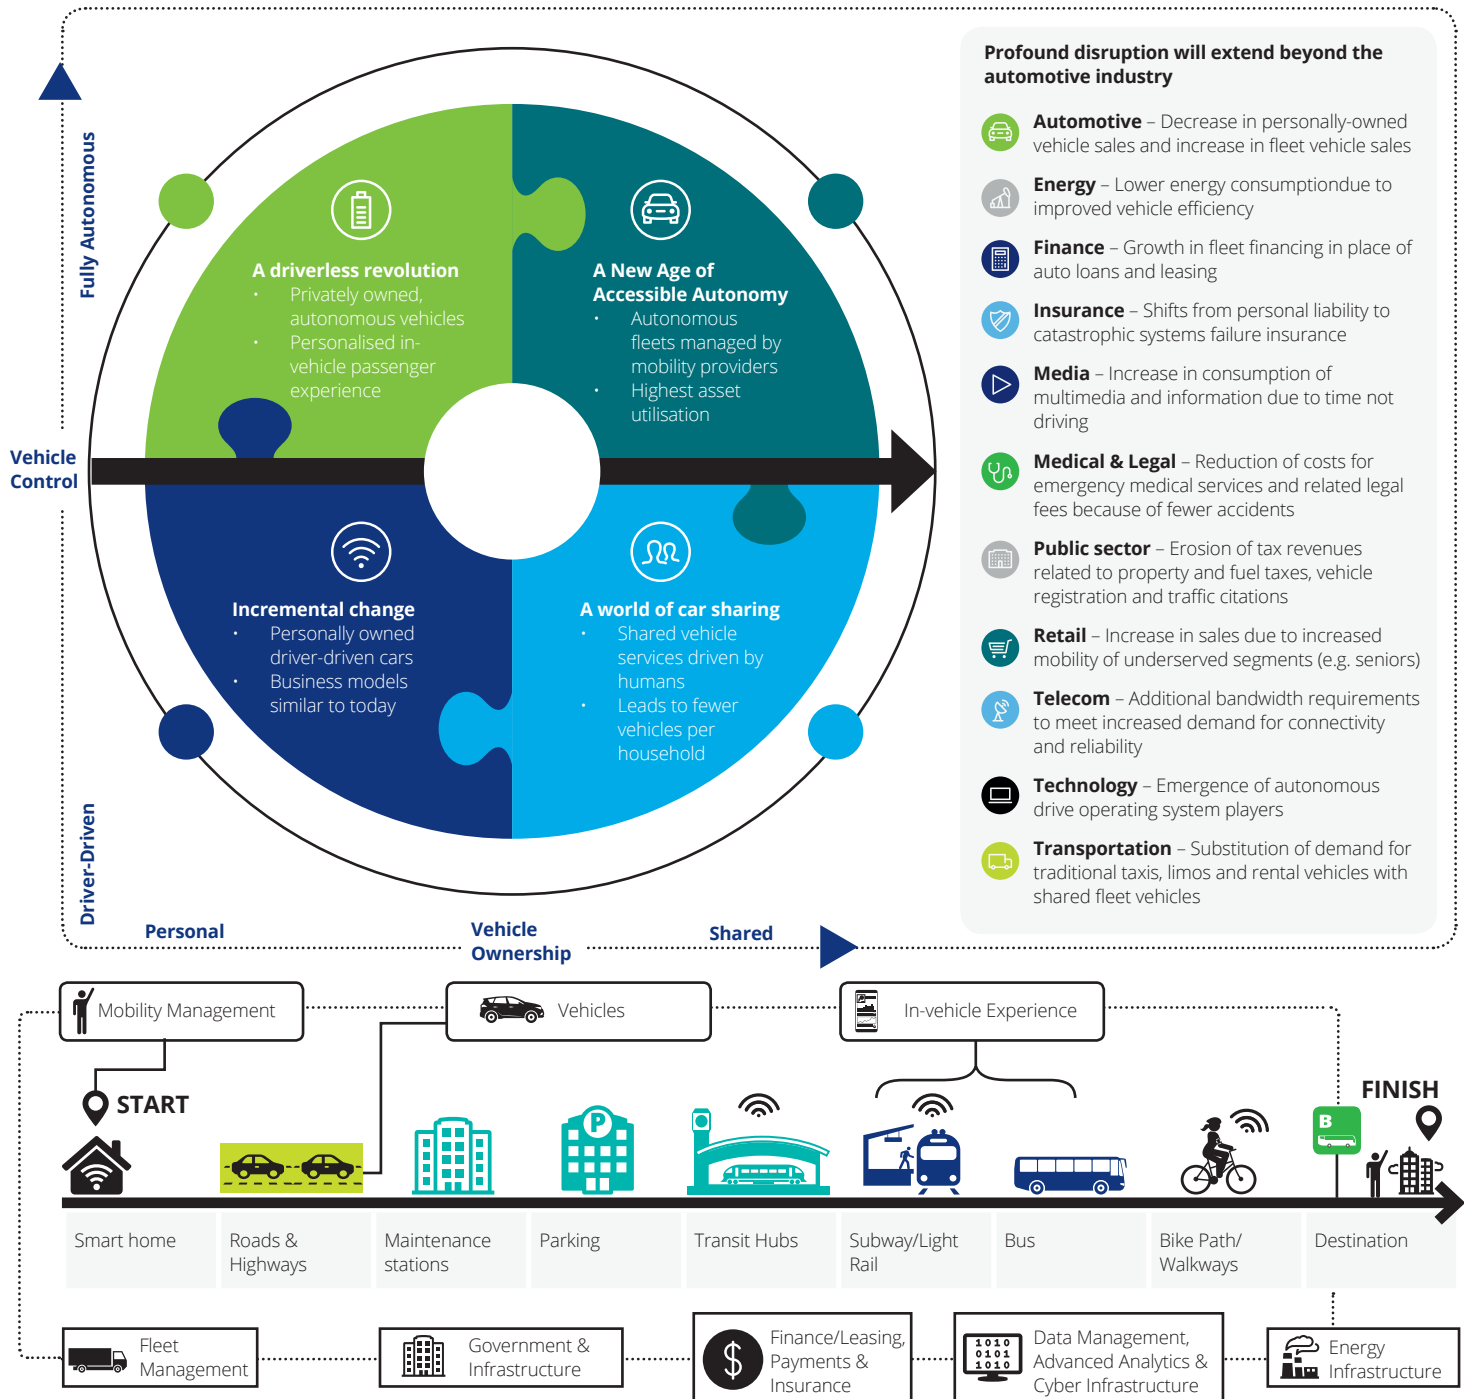 Fully Autonomous
Vehicle
Control
Driver-Driven
Personal
Vehicle
Ownership
Shared
A driverless revolution
• Privately owned,
autonomous vehicles
• Personalised in-
vehicle passenger
experience
A New Age of
Accessible Autonomy
• Autonomous
fleets managed by
mobility providers
• Highest asset
utilisation
Incremental change
• Personally owned
driver-driven cars
• Business models
similar to today
A world of car sharing
• Shared vehicle
services driven by
humans
• Leads to fewer
vehicles per
household
Profound disruption will extend beyond the
automotive industry
Automotive – Decrease in personally-owned
vehicle sales and increase in fleet vehicle sales
Energy – Lower energy consumptiondue to
improved vehicle efficiency
Finance – Growth in fleet financing in place of
auto loans and leasing
Insurance – Shifts from personal liability to
catastrophic systems failure insurance
Media – Increase in consumption of
multimedia and information due to time not
driving
Medical & Legal – Reduction of costs for
emergency medical services and related legal
fees because of fewer accidents
Public sector – Erosion of tax revenues
related to property and fuel taxes, vehicle
registration and traffic citations
Retail – Increase in sales due to increased
mobility of underserved segments (e.g. seniors)
Telecom – Additional bandwidth requirements
to meet increased demand for connectivity
and reliability
Technology – Emergence of autonomous
drive operating system players
Transportation – Substitution of demand for
traditional taxis, limos and rental vehicles with
shared fleet vehicles
Mobility Management
Vehicles
In-vehicle Experience
START
FINISH
P
B
Smart home
Roads &
Highways
Maintenance
stations
Parking
Transit Hubs
Subway/Light
Rail
Bus
Bike Path/
Walkways
Destination
Fleet
Management
Government &
Infrastructure
$
Finance/Leasing,
Payments &
Insurance
1010
0101
1010
Data Management,
Advanced Analytics &
Cyber Infrastructure
Energy
Infrastructure